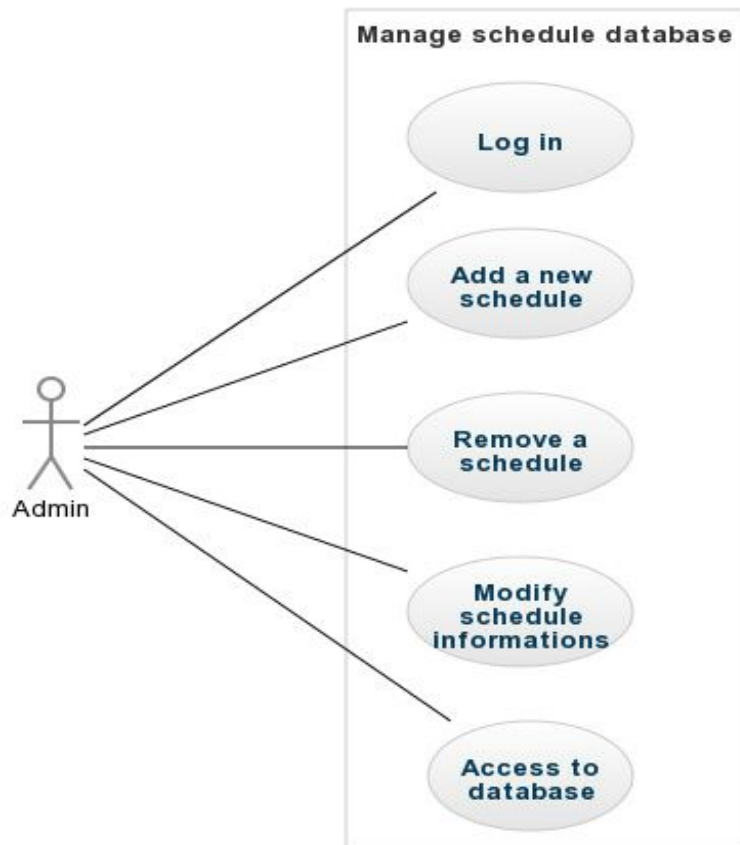 Manage schedule database
Log in
Add a new
schedule
Remove a
schedule
Admin
Modify
schedule
informations
Access to
database